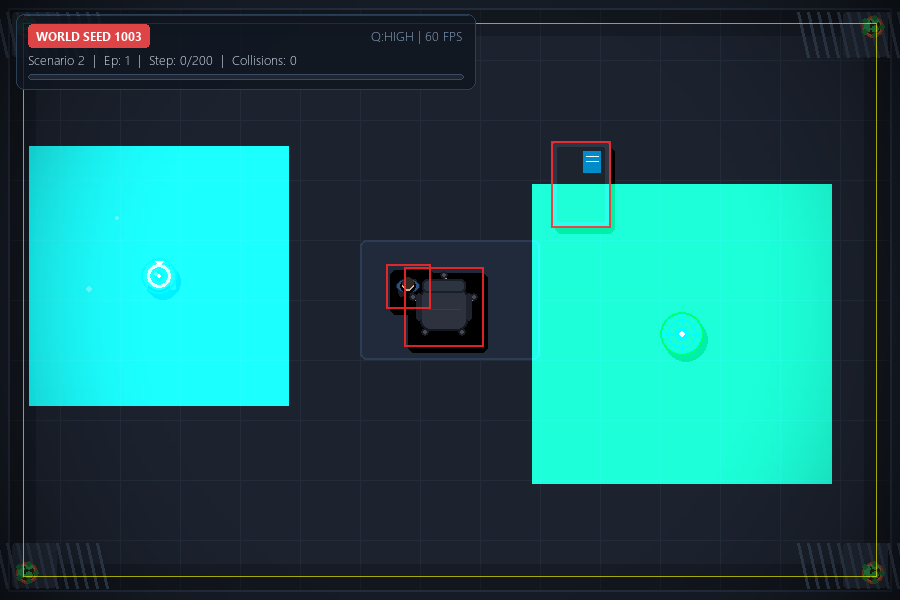 WORLD SEED 1003
Q:HIGH | 60 FPS
Scenario 2 | Ep: 1 | Step: 0/200 | Collisions: 0